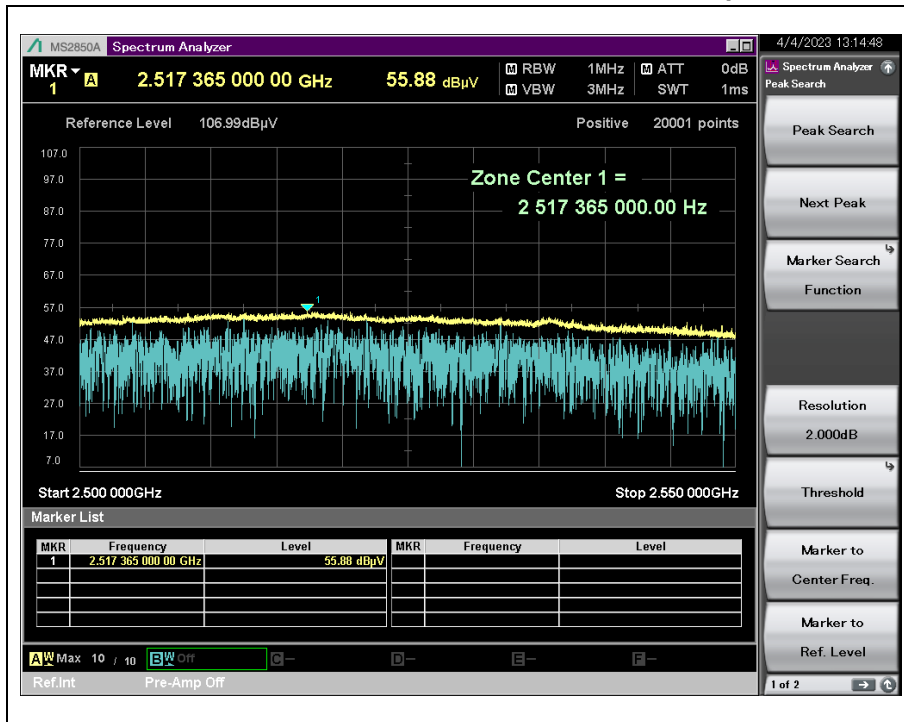 MS2850A Spectrum Analyzer
4/4/2023 13:14:48
MKR 1 A 2.517 365 000 00 GHz 55.88 dBµV
M RBW 1MHz M ATT 0dB
M VBW 3MHz SWT 1ms
Spectrum Analyzer
Peak Search
Reference Level 106.99dBµV Positive 20001 points
107.0
97.0
87.0
77.0
67.0
57.0
47.0
37.0
27.0
17.0
7.0
Zone Center 1 =
2 517 365 000.00 Hz
1
Start 2.500 000GHz Stop 2.550 000GHz
Marker List
MKR Frequency Level MKR Frequency Level
1 2.517 365 000 00 GHz 55.88 dBµV
A W Max 10 / 10 B W Off C – D – E – F –
Ref.Int Pre-Amp Off
Peak Search
Next Peak
Marker Search
Function
Resolution
2.000dB
Threshold
Marker to
Center Freq.
Marker to
Ref. Level
1 of 2